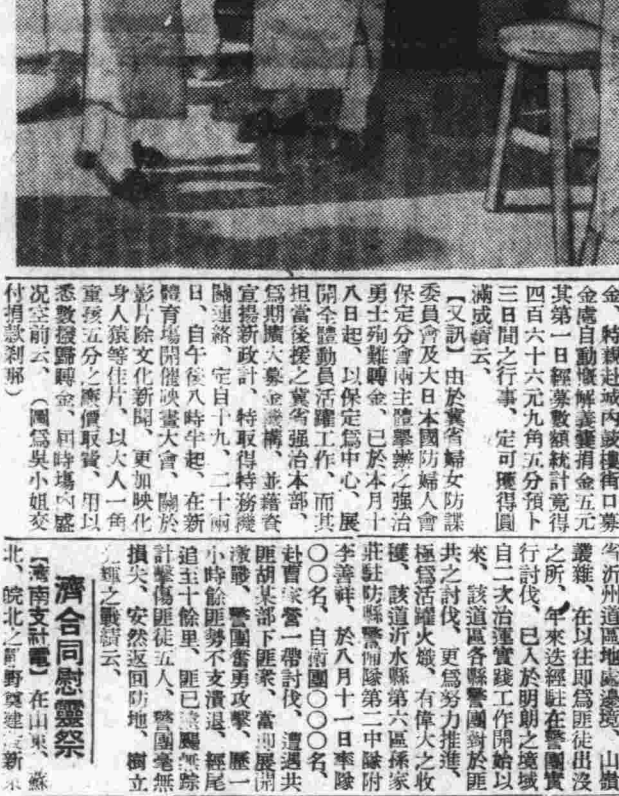 金、特親赴城內鼓樓街口募
金處自動慨解義囊捐金五元
其第一日經募數額統計竟得
四百六十六元九角五分預卜
三日間之行事、定可獲得圓
滿成績云、
【又訊】由於冀省婦女防諜
委員會及大日本國防婦人會
保定分會兩主體舉辦之强治
勇士殉難賻金、已於本月十
八日起、以保定爲中心、展
開全體動員活躍工作、而其
担當後援之冀省强治本部、
爲期擴大募金機構、並藉資
宣揚新政計、特取得特務機
關連絡、定自十九、二十兩
日、自午後八時半起、在新
體育場開催映畫大會、關於
影片除文化新聞、更加映化
身人猿等佳片、以大人一角
童孩五分之廉價取費、用以
悉數撥歸賻金、屆時場內盛
况空前云、（圖爲吳小姐交
付捐款刹那）
省沂州道區地處邊境、山嶺
叢雜、在以往即爲匪徒出沒
之所、年來迭經駐在警團實
行討伐、已入於明朗之境域
自二次治運實踐工作開始以
來、該道區各縣警團對於匪
共之討伐、更爲努力推進、
極爲活躍火熾、有偉大之收
穫、該道沂水縣第六區孫家
莊駐防縣警備隊第二中隊附
李善祥、於八月十一日率隊
〇〇名、自衛團〇〇〇名、
赴曹家營一帶討伐、遭遇共
匪胡某部下匪衆、當即展開
激戰、警團奮勇攻擊、歷一
小時餘匪勢不支潰退、經尾
追至十餘里、匪已遠颺無踪
計擊傷匪徒五人、警團毫無
損失、安然返回防地、樹立
輝之戰績云、
濟合同慰靈祭
【濟南支社電】在山東、蘇
北、皖北之野奠建新東